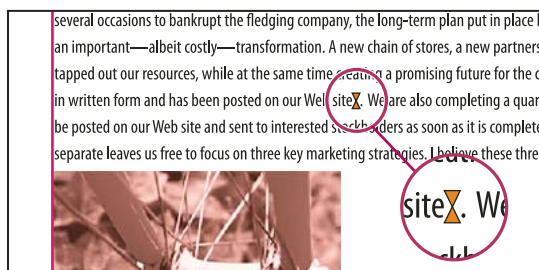 several occasions to bankrupt the fledging company, the long-term plan put in place
an important—albeit costly—transformation. A new chain of stores, a new partners
tapped out our resources, while at the same time creating a promising future for the
in written form and has been posted on our Web site. We are also completing a quar
be posted on our Web site and sent to interested stockholders as soon as it is complete
separate leaves us free to focus on three key marketing strategies. I believe these thre
site. We